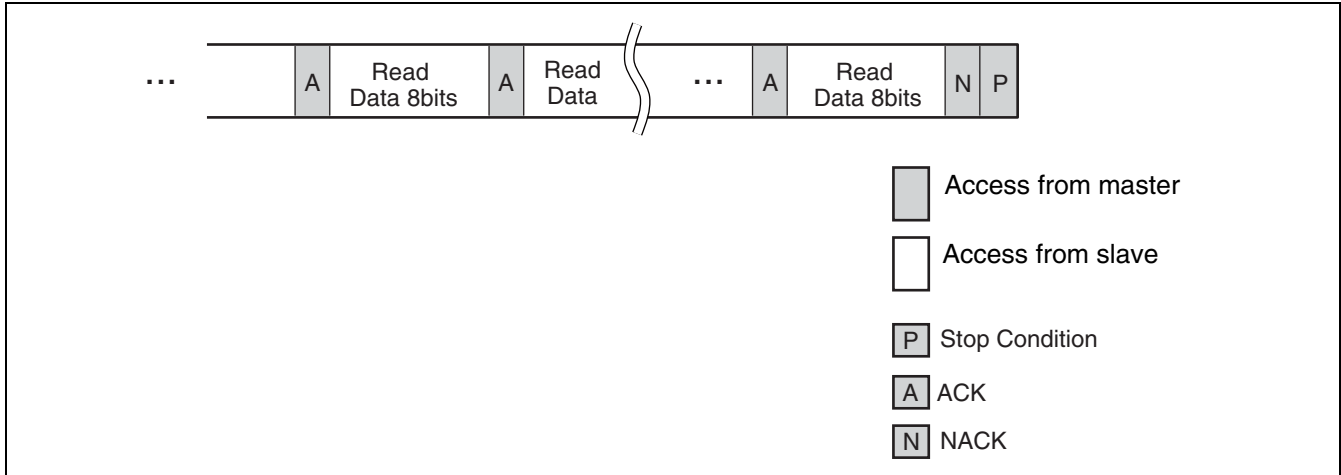 ... A Read Data 8bits A Read Data ... A Read Data 8bits N P
Access from master
Access from slave
P Stop Condition
A ACK
N NACK